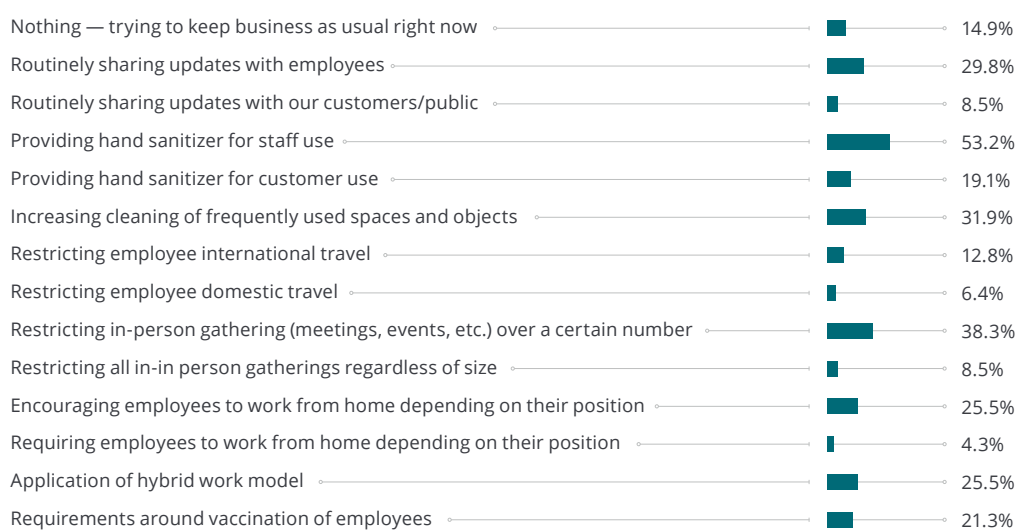 Nothing — trying to keep business as usual right now 14.9%
Routinely sharing updates with employees 29.8%
Routinely sharing updates with our customers/public 8.5%
Providing hand sanitizer for staff use 53.2%
Providing hand sanitizer for customer use 19.1%
Increasing cleaning of frequently used spaces and objects 31.9%
Restricting employee international travel 12.8%
Restricting employee domestic travel 6.4%
Restricting in-person gathering (meetings, events, etc.) over a certain number 38.3%
Restricting all in-in person gatherings regardless of size 8.5%
Encouraging employees to work from home depending on their position 25.5%
Requiring employees to work from home depending on their position 4.3%
Application of hybrid work model 25.5%
Requirements around vaccination of employees 21.3%